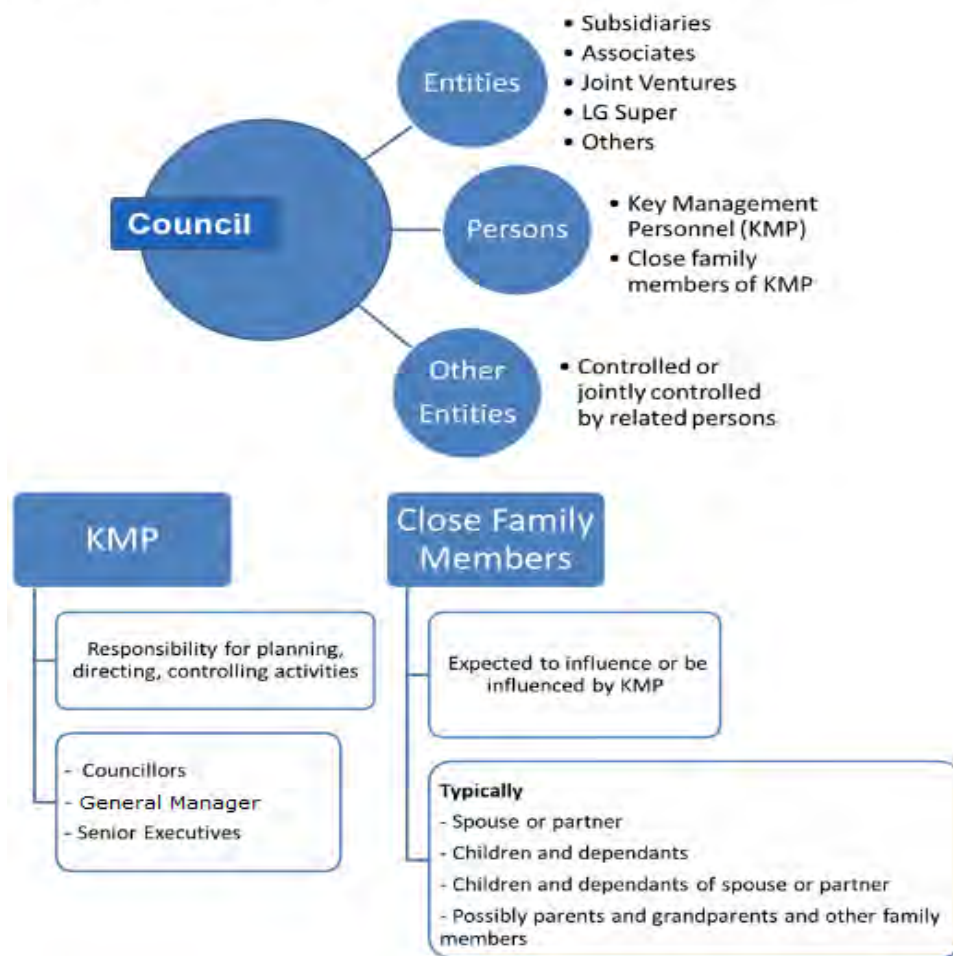 • Subsidiaries
• Associates
• Joint Ventures
• LG Super
• Others
Entities
Council
Persons
• Key Management
Personnel (KMP)
• Close family
members of KMP
Other
Entities
• Controlled or
jointly controlled
by related persons
KMP
Responsibility for planning,
directing, controlling activities
- Councillors
- General Manager
- Senior Executives
Close Family
Members
Expected to influence or be
influenced by KMP
Typically
- Spouse or partner
- Children and dependants
- Children and dependants of spouse or partner
- Possibly parents and grandparents and other family
members